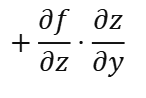 + ∂f/∂z · ∂z/∂y